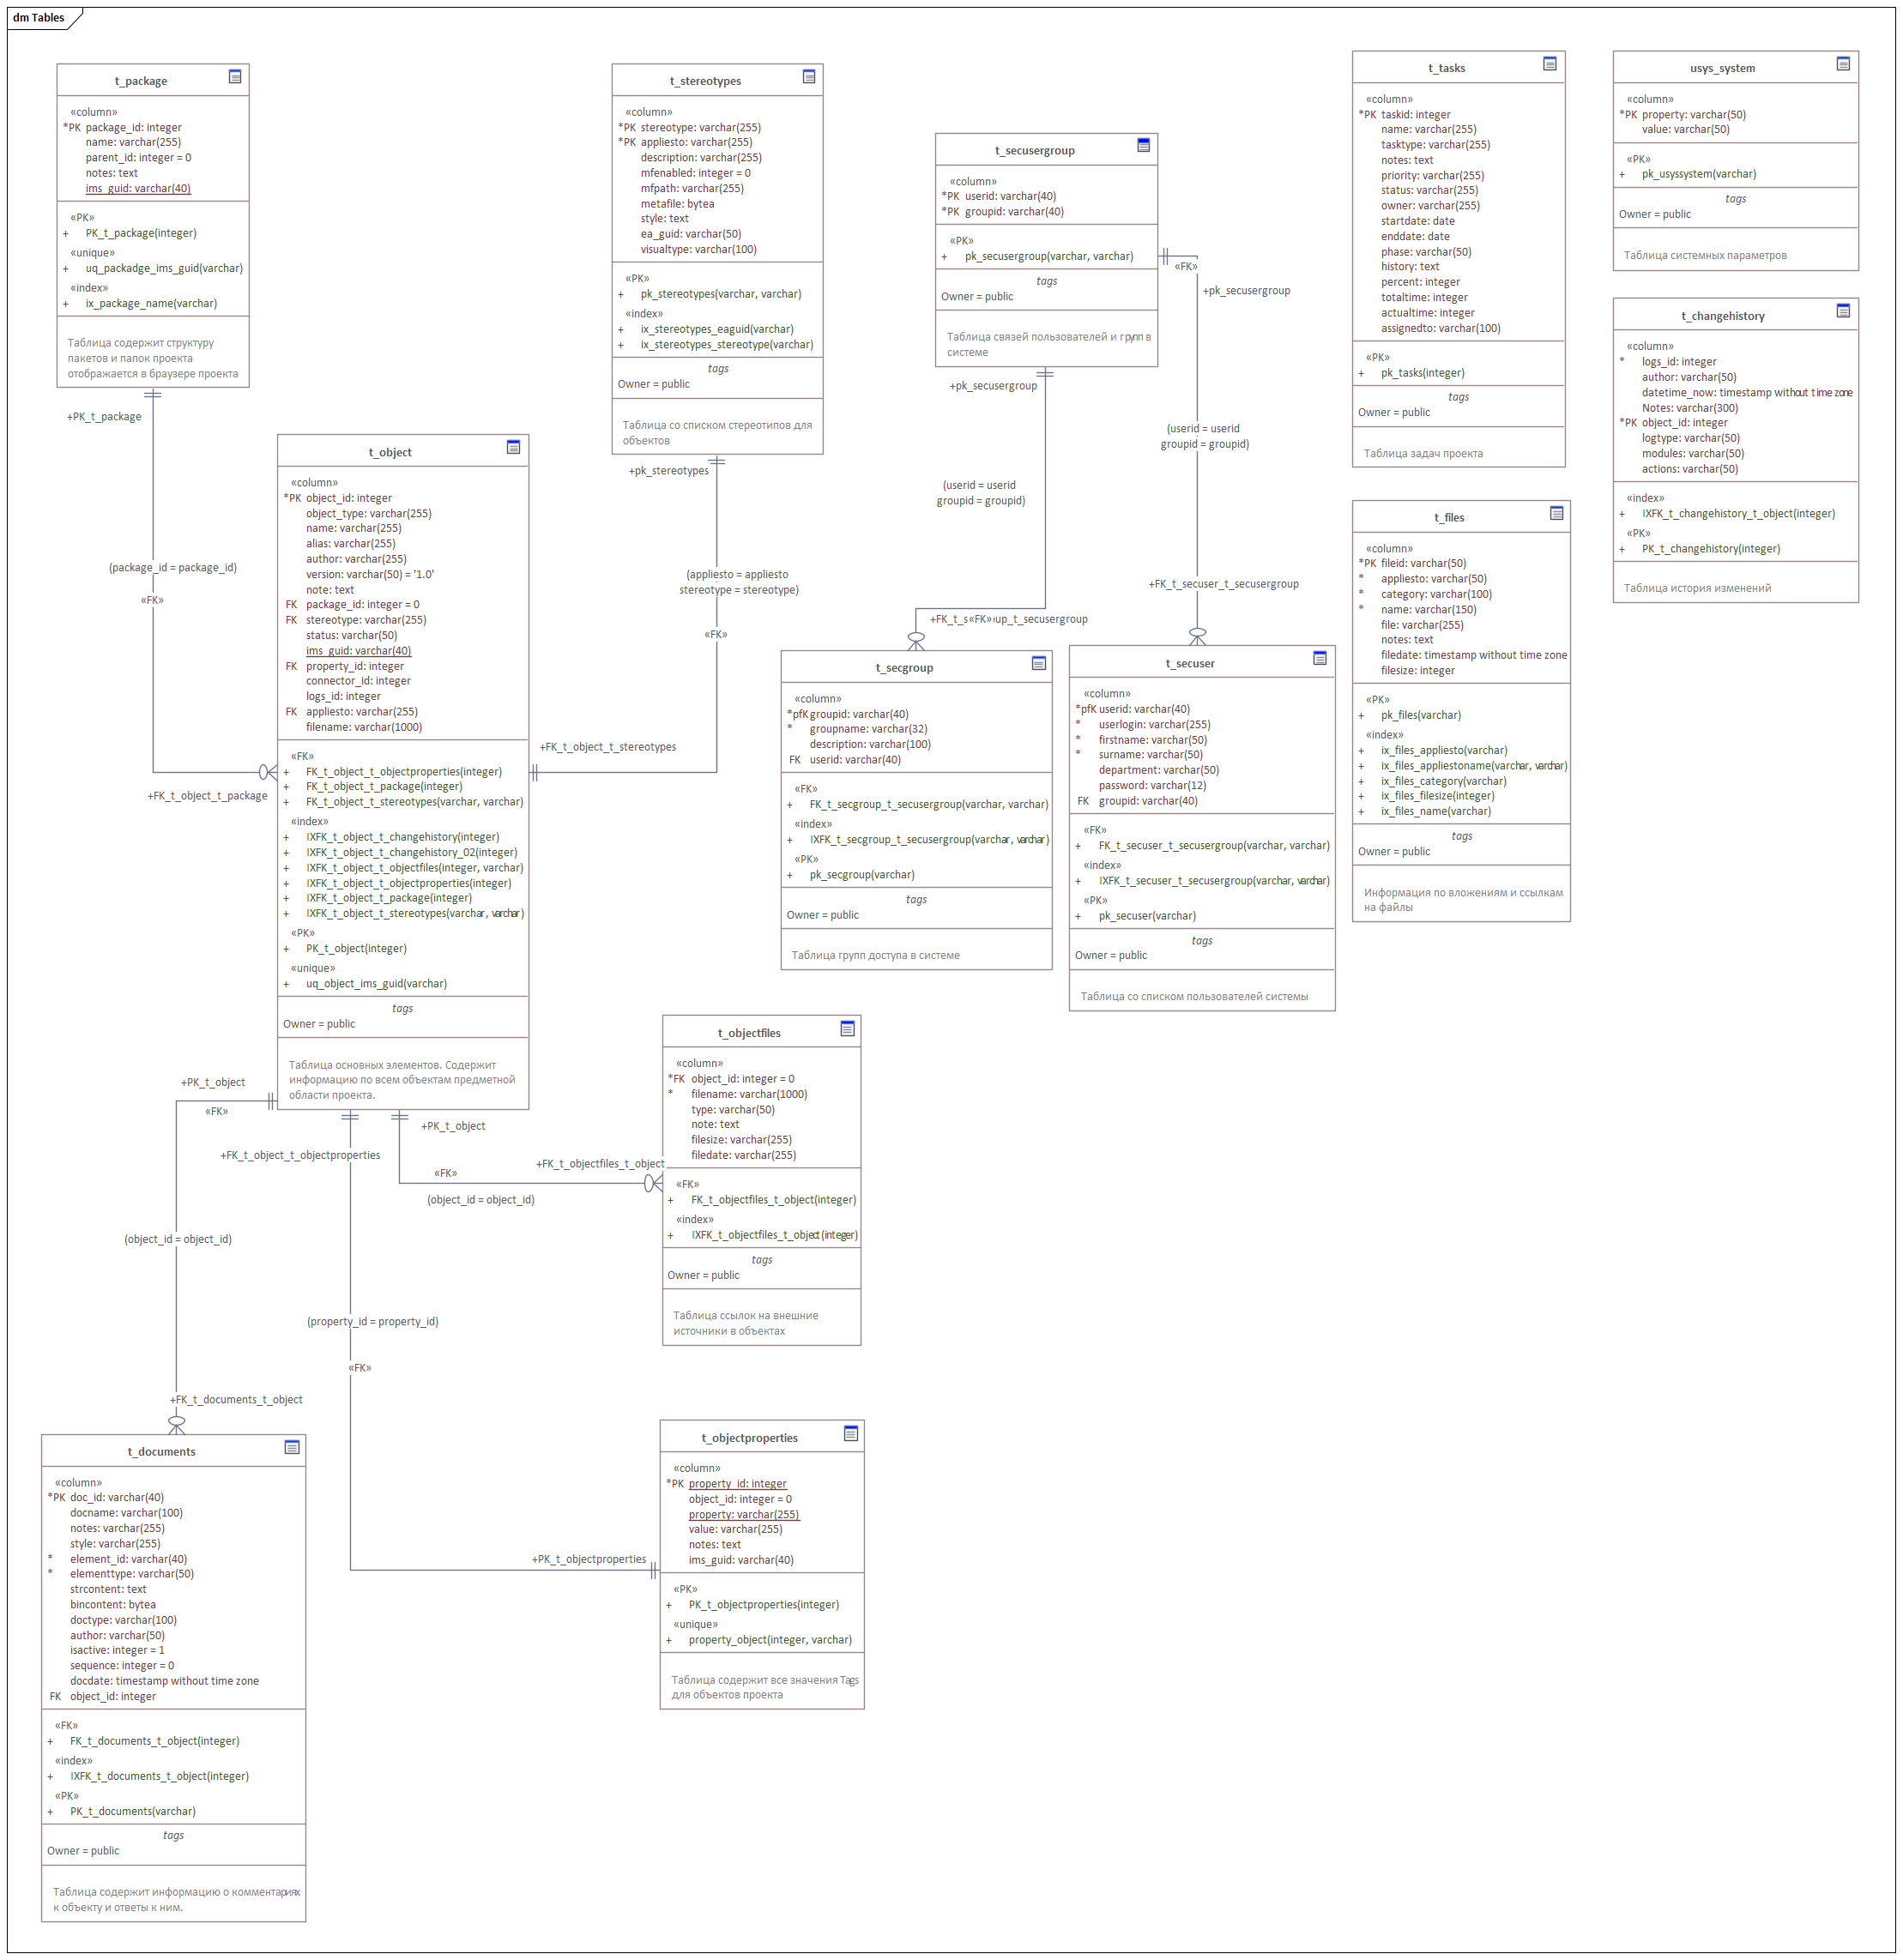 dm Tables
t_package
«column»
*PK package_id: integer
name: varchar(255)
parent_id: integer = 0
notes: text
ims_guid: varchar(40)
«PK»
+ PK_t_package(integer)
«unique»
+ uq_packadge_ims_guid(varchar)
«index»
+ ix_package_name(varchar)
Таблица содержит структуру
пакетов и папок проекта
отображается в браузере проекта
+PK_t_package
(package_id = package_id)
«FK»
+FK_t_object_t_package
t_stereotypes
«column»
*PK stereotype: varchar(255)
*PK appliesto: varchar(255)
description: varchar(255)
mfenabled: integer = 0
mfpath: varchar(255)
metafile: bytea
style: text
ea_guid: varchar(50)
visualtype: varchar(100)
«PK»
+ pk_stereotypes(varchar, varchar)
«index»
+ ix_stereotypes_eaguid(varchar)
+ ix_stereotypes_stereotype(varchar)
tags
Owner = public
Таблица со списком стереотипов для
объектов
+pk_stereotypes
(appliesto = appliesto
stereotype = stereotype)
«FK»
+FK_t_object_t_stereotypes
t_object
«column»
*PK object_id: integer
object_type: varchar(255)
name: varchar(255)
alias: varchar(255)
author: varchar(255)
version: varchar(50) = '1.0'
note: text
FK package_id: integer = 0
FK stereotype: varchar(255)
status: varchar(50)
ims_guid: varchar(40)
FK property_id: integer
connector_id: integer
logs_id: integer
FK appliesto: varchar(255)
filename: varchar(1000)
«FK»
+ FK_t_object_t_objectproperties(integer)
+ FK_t_object_t_package(integer)
+ FK_t_object_t_stereotypes(varchar, varchar)
«index»
+ IXFK_t_object_t_changehistory(integer)
+ IXFK_t_object_t_changehistory_02(integer)
+ IXFK_t_object_t_objectfiles(integer, varchar)
+ IXFK_t_object_t_objectproperties(integer)
+ IXFK_t_object_t_package(integer)
+ IXFK_t_object_t_stereotypes(varchar, varchar)
«PK»
+ PK_t_object(integer)
«unique»
+ uq_object_ims_guid(varchar)
tags
Owner = public
Таблица основных элементов. Содержит
информацию по всем объектам предметной
области проекта.
t_secusergroup
«column»
*PK userid: varchar(40)
*PK groupid: varchar(40)
«PK»
+ pk_secusergroup(varchar, varchar)
tags
Owner = public
Таблица связей пользователей и групп в
системе
+pk_secusergroup
(userid = userid
groupid = groupid)
«FK»
+pk_secusergroup
(userid = userid
groupid = groupid)
+FK_t_secuser_t_secusergroup
+FK_t_s«FK»up_t_secusergroup
t_secgroup
«column»
*pfK groupid: varchar(40)
* groupname: varchar(32)
description: varchar(100)
FK userid: varchar(40)
«FK»
+ FK_t_secgroup_t_secusergroup(varchar, varchar)
«index»
+ IXFK_t_secgroup_t_secusergroup(varchar, varchar)
«PK»
+ pk_secgroup(varchar)
tags
Owner = public
Таблица групп доступа в системе
t_secuser
«column»
*pfK userid: varchar(40)
* userlogin: varchar(255)
* firstname: varchar(50)
* surname: varchar(50)
department: varchar(50)
password: varchar(12)
FK groupid: varchar(40)
«FK»
+ FK_t_secuser_t_secusergroup(varchar, varchar)
«index»
+ IXFK_t_secuser_t_secusergroup(varchar, varchar)
«PK»
+ pk_secuser(varchar)
tags
Owner = public
Таблица со списком пользователей системы
t_tasks
«column»
*PK taskid: integer
name: varchar(255)
tasktype: varchar(255)
notes: text
priority: varchar(255)
status: varchar(255)
owner: varchar(255)
startdate: date
enddate: date
phase: varchar(50)
history: text
percent: integer
totaltime: integer
actualtime: integer
assignedto: varchar(100)
«PK»
+ pk_tasks(integer)
tags
Owner = public
Таблица задач проекта
usys_system
«column»
*PK property: varchar(50)
value: varchar(50)
«PK»
+ pk_usyssystem(varchar)
tags
Owner = public
Таблица системных параметров
t_changehistory
«column»
* logs_id: integer
author: varchar(50)
datetime_now: timestamp without time zone
Notes: varchar(300)
*PK object_id: integer
logtype: varchar(50)
modules: varchar(50)
actions: varchar(50)
«index»
+ IXFK_t_changehistory_t_object(integer)
«PK»
+ PK_t_changehistory(integer)
Таблица история изменений
t_files
«column»
*PK fileid: varchar(50)
* appliesto: varchar(50)
* category: varchar(100)
* name: varchar(150)
file: varchar(255)
notes: text
filedate: timestamp without time zone
filesize: integer
«PK»
+ pk_files(varchar)
«index»
+ ix_files_appliesto(varchar)
+ ix_files_appliestoname(varchar, varchar)
+ ix_files_category(varchar)
+ ix_files_filesize(integer)
+ ix_files_name(varchar)
tags
Owner = public
Информация по вложениям и ссылкам
на файлы
+PK_t_object
«FK»
(object_id = object_id)
+FK_t_documents_t_object
+FK_t_object_t_objectproperties
(property_id = property_id)
«FK»
+PK_t_objectproperties
+PK_t_object
«FK»
+FK_t_objectfiles_t_object
(object_id = object_id)
t_objectfiles
«column»
*FK object_id: integer = 0
* filename: varchar(1000)
type: varchar(50)
note: text
filesize: varchar(255)
filedate: varchar(255)
«FK»
+ FK_t_objectfiles_t_object(integer)
«index»
+ IXFK_t_objectfiles_t_object(integer)
tags
Owner = public
Таблица ссылок на внешние
источники в объектах
t_objectproperties
«column»
*PK property_id: integer
object_id: integer = 0
property: varchar(255)
value: varchar(255)
notes: text
ims_guid: varchar(40)
«PK»
+ PK_t_objectproperties(integer)
«unique»
+ property_object(integer, varchar)
Таблица содержит все значения Tags
для объектов проекта
t_documents
«column»
*PK doc_id: varchar(40)
docname: varchar(100)
notes: varchar(255)
style: varchar(255)
* element_id: varchar(40)
* elementtype: varchar(50)
strcontent: text
bincontent: bytea
doctype: varchar(100)
author: varchar(50)
isactive: integer = 1
sequence: integer = 0
docdate: timestamp without time zone
FK object_id: integer
«FK»
+ FK_t_documents_t_object(integer)
«index»
+ IXFK_t_documents_t_object(integer)
«PK»
+ PK_t_documents(varchar)
tags
Owner = public
Таблица содержит информацию о комментариях
к объекту и ответы к ним.